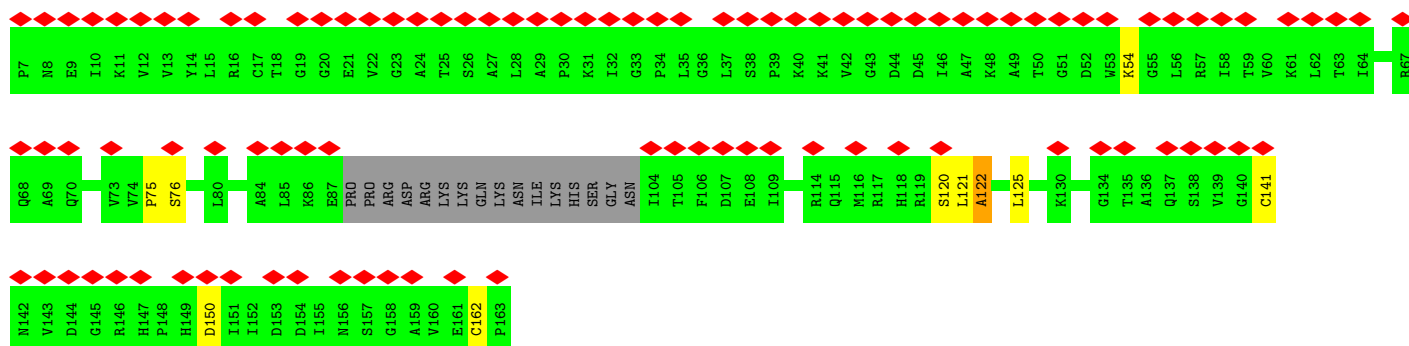 P7 N8 E9 I10 K11 V12 V13 Y14 L15 R16 C17 T18 G19 G20 E21 V22 G23 A24 T25 S26 A27 L28 A29 P30 K31 I32 G33 P34 L35 G36 L37 S38 P39 K40 K41 V42 G43 D44 D45 I46 A47 K48 A49 T50 G51 D52 W53 K54 G55 L56 R57 I58 T59 V60 K61 L62 T63 I64 R67
Q68 A69 Q70 V73 V74 P75 S76 L80 A84 L85 K86 E87 PRO PRO ARG ASP ARG LYS LYS GLN LYS ASN ILE LYS HIS SER GLY ASN I104 T105 F106 D107 E108 I109 R114 Q115 M116 R117 H118 R119 S120 L121 A122 L125 K130 G134 T135 A136 Q137 S138 V139 G140 C141
N142 V143 D144 G145 R146 H147 P148 H149 D150 I151 I152 D153 D154 I155 N156 S157 G158 A159 V160 E161 C162 P163